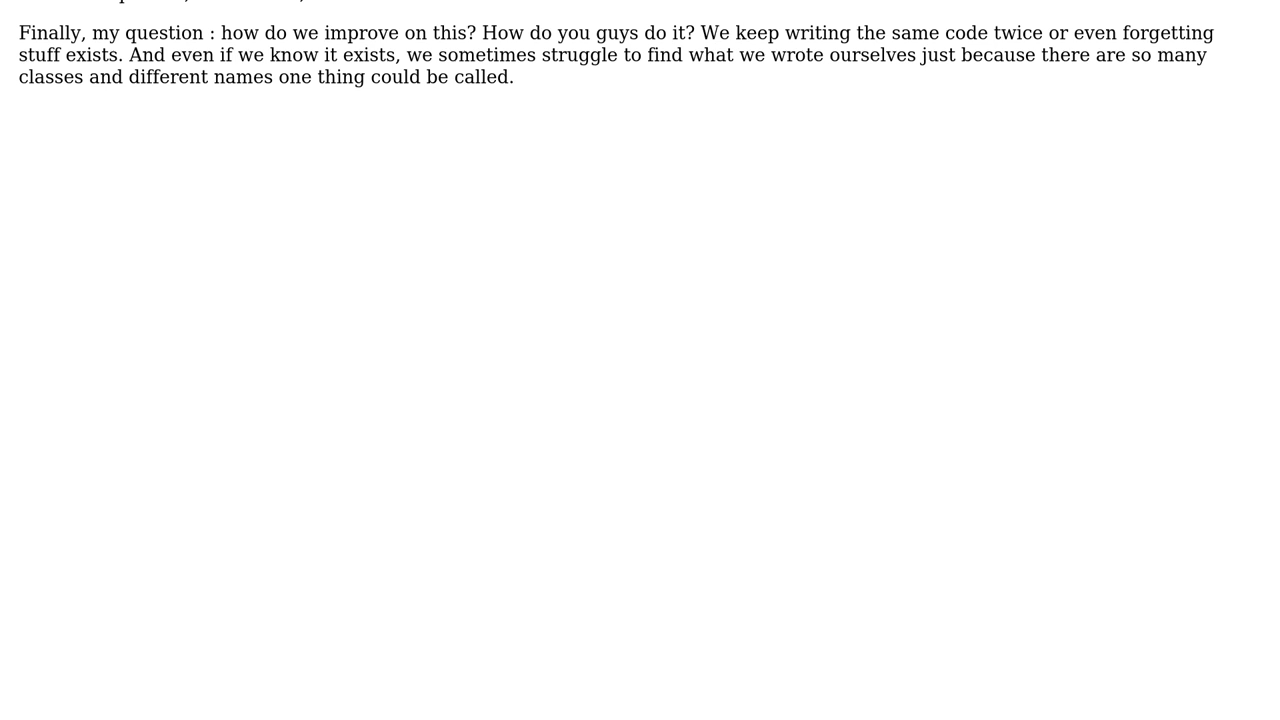 Finally, my question : how do we improve on this? How do you guys do it? We keep writing the same code twice or even forgetting
stuff exists. And even if we know it exists, we sometimes struggle to find what we wrote ourselves just because there are so many
classes and different names one thing could be called.